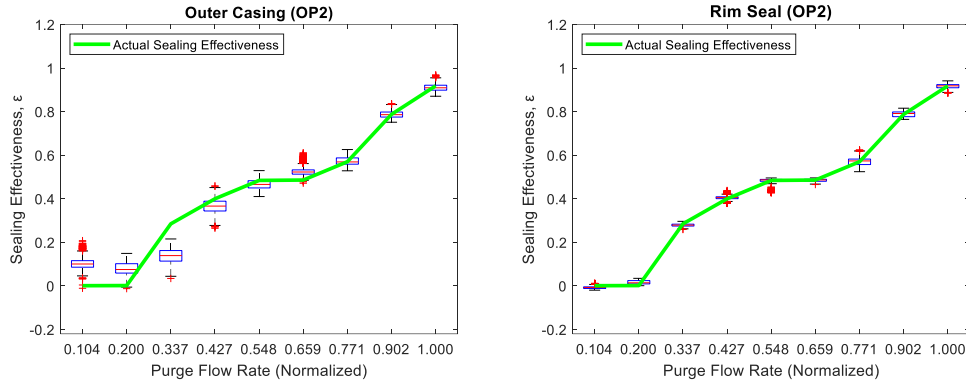 Outer Casing (OP2)
Actual Sealing Effectiveness
1.2
1
0.8
0.6
0.4
0.2
0
-0.2
Sealing Effectiveness, ε
0.104 0.200 0.337 0.427 0.548 0.659 0.771 0.902 1.000
Purge Flow Rate (Normalized)
Rim Seal (OP2)
Actual Sealing Effectiveness
1.2
1
0.8
0.6
0.4
0.2
0
-0.2
Sealing Effectiveness, ε
0.104 0.200 0.337 0.427 0.548 0.659 0.771 0.902 1.000
Purge Flow Rate (Normalized)